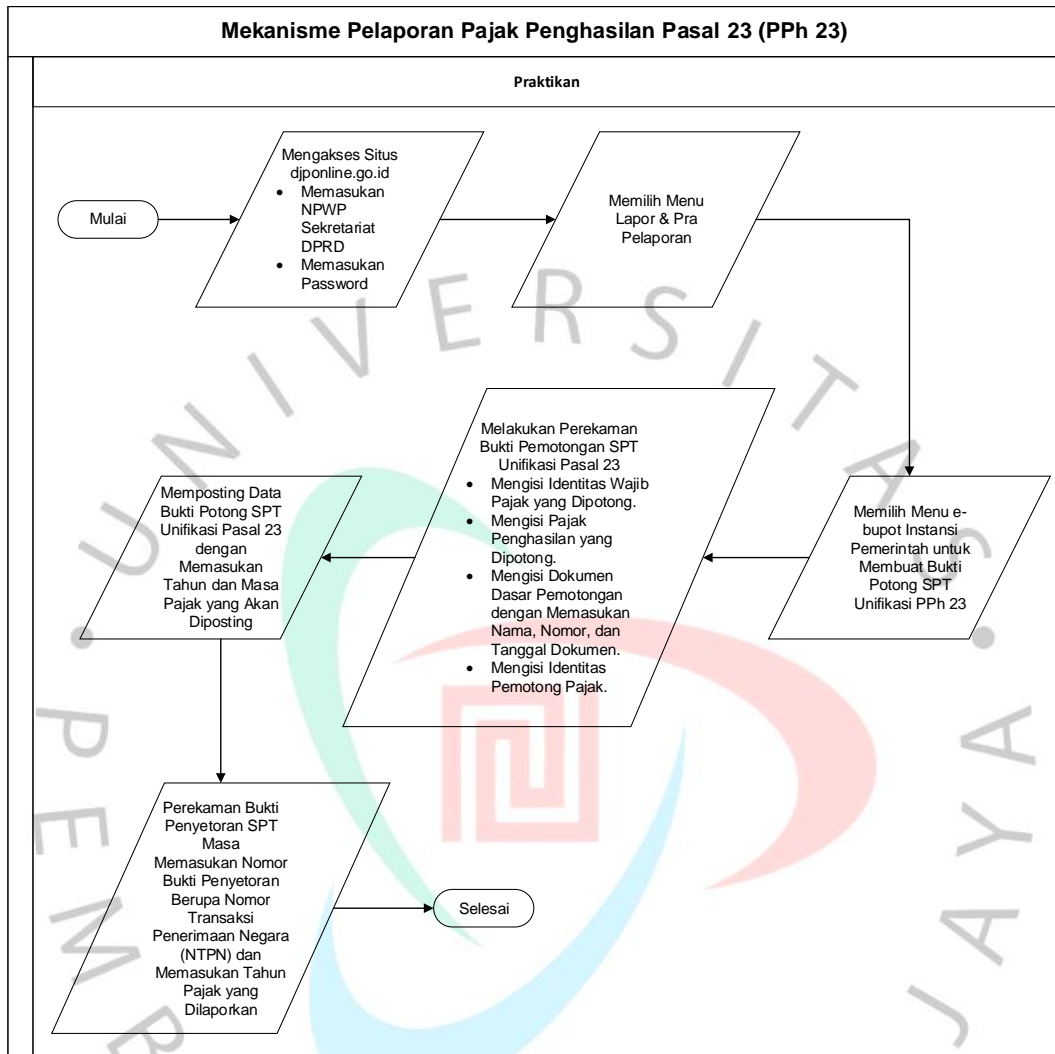 Mekanisme Pelaporan Pajak Penghasilan Pasal 23 (PPh 23)
Praktikan
Mulai
Mengakses Situs
djponline.go.id
• Memasukan
NPWP
Sekretariat
DPRD
• Memasukan
Password
Memilih Menu
Lapor & Pra
Pelaporan
Memilih Menu e-
bupot Instansi
Pemerintah untuk
Membuat Bukti
Potong SPT
Unifikasi PPh 23
Melakukan Perekaman
Bukti Pemotongan SPT
Unifikasi Pasal 23
• Mengisi Identitas Wajib
Pajak yang Dipotong.
• Mengisi Pajak
Penghasilan yang
Dipotong.
• Mengisi Dokumen
Dasar Pemotongan
dengan Memasukan
Nama, Nomor, dan
Tanggal Dokumen.
• Mengisi Identitas
Pemotong Pajak.
Memposting Data
Bukti Potong SPT
Unifikasi Pasal 23
dengan
Memasukan
Tahun dan Masa
Pajak yang Akan
Diposting
Perekaman Bukti
Penyetoran SPT
Masa
Memasukan Nomor
Bukti Penyetoran
Berupa Nomor
Transaksi
Penerimaan Negara
(NTPN) dan
Memasukan Tahun
Pajak yang
Dilaporkan
Selesai
UNIVERSITAS
PEMB
JAYA